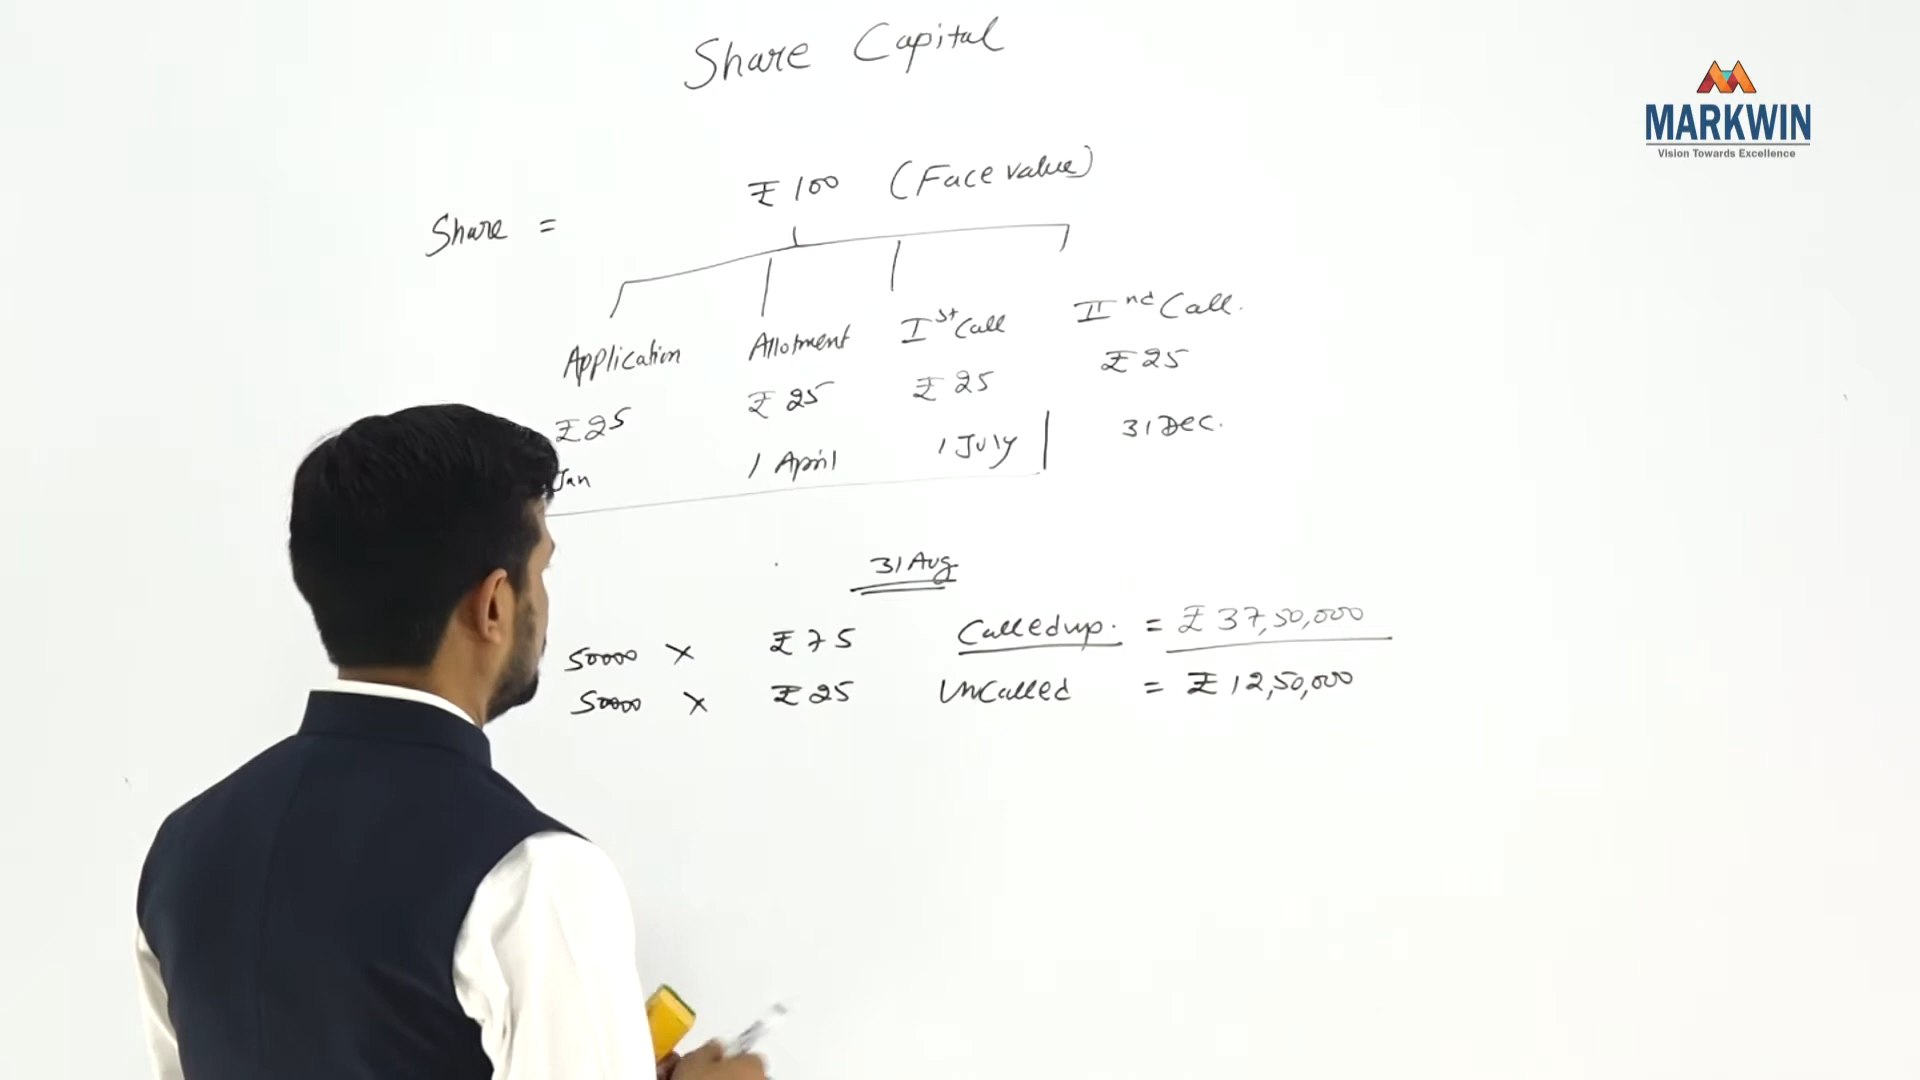 Share Capital
MARKWIN
Vision Towards Excellence
₹100 (Face value)
Share =
Application Allotment Ist Call IInd Call.
₹25 ₹25 ₹25 ₹25
Jan 1 April 1 July 31 Dec.
31 Aug
50000 × ₹75 Calledup. = ₹37,50,000
50000 × ₹25 Uncalled = ₹12,50,000